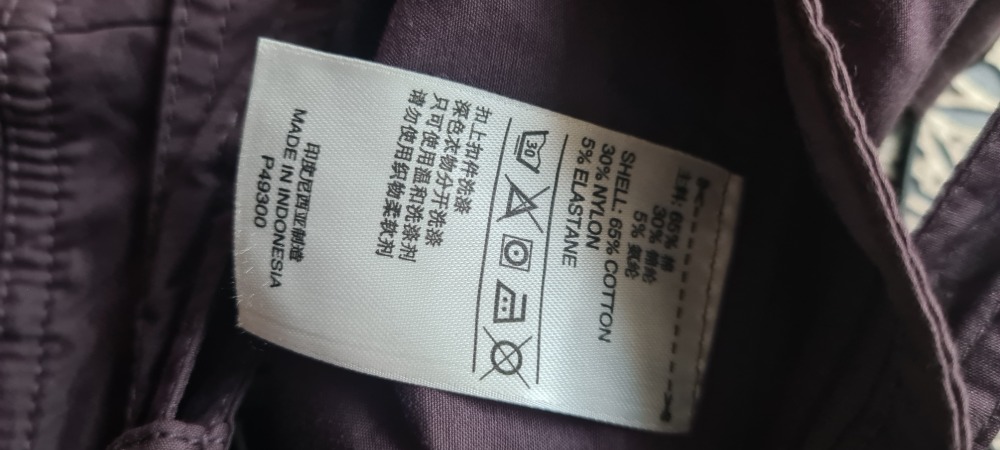 主料: 65% 棉
30% 锦纶
5% 氨纶
SHELL: 65% COTTON
30% NYLON
5% ELASTANE
30
扣上扣件洗涤
深色衣物分开洗涤
只可使用温和洗涤剂
请勿使用织物柔软剂
印度尼西亚制造
MADE IN INDONESIA
P49300